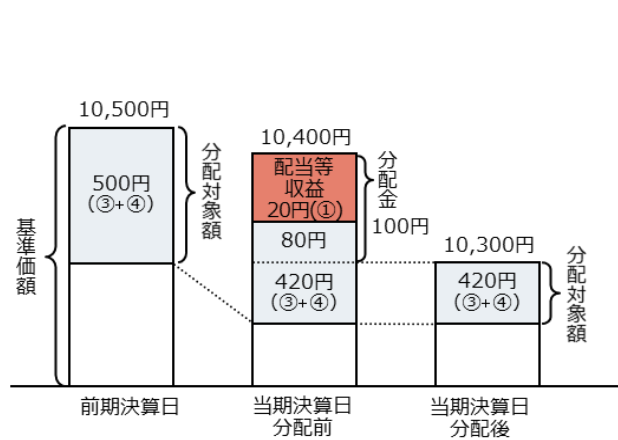 10,500円
500円
(③+④)
分配対象額
基準価額
前期決算日
10,400円
配当等
収益
20円(①)
80円
420円
(③+④)
分配金
100円
当期決算日
分配前
10,300円
420円
(③+④)
分配対象額
当期決算日
分配後